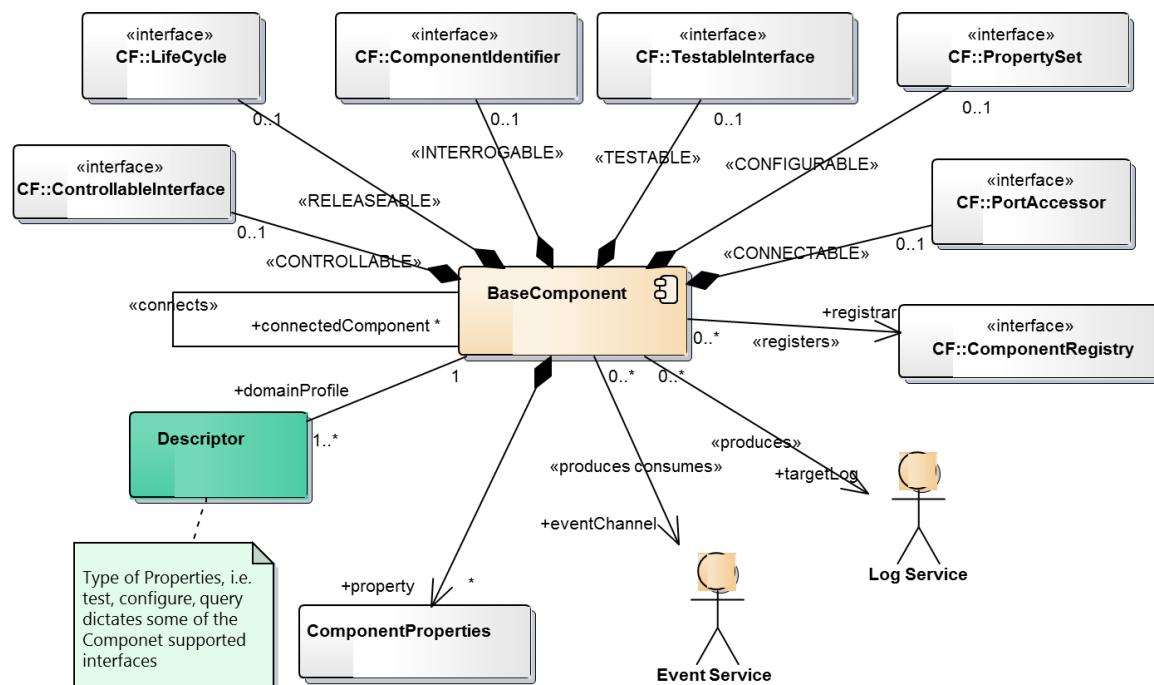 «interface»
CF::LifeCycle
«interface»
CF::ComponentIdentifier
«interface»
CF::TestableInterface
«interface»
CF::PropertySet
0..1
0..1
0..1
0..1
«INTERROGABLE»
«TESTABLE»
«CONFIGURABLE»
«interface»
CF::ControllableInterface
«interface»
CF::PortAccessor
«RELEASEABLE»
0..1
0..1
«CONTROLLABLE»
«CONNECTABLE»
BaseComponent
«connects»
+connectedComponent *
+registrar
0..*
«registers»
«interface»
CF::ComponentRegistry
1
0..*
0..*
+domainProfile
Descriptor
1..*
«produces»
«produces consumes»
+targetLog
+eventChannel
Log Service
Type of Properties, i.e.
test, configure, query
dictates some of the
Componet supported
interfaces
+property
*
ComponentProperties
Event Service